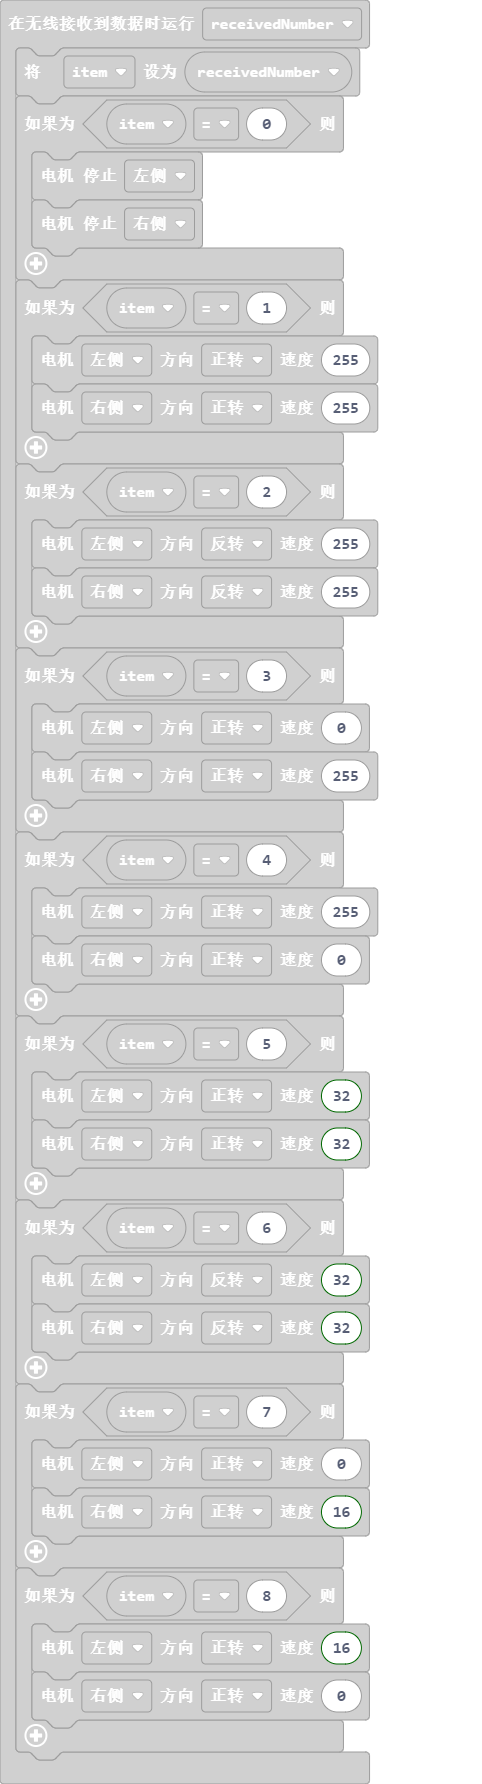 在无线接收到数据时运行 receivedNumber
将 item 设为 receivedNumber
如果为 item = 0 则
电机 停止 左侧
电机 停止 右侧
如果为 item = 1 则
电机 左侧 方向 正转 速度 255
电机 右侧 方向 正转 速度 255
如果为 item = 2 则
电机 左侧 方向 反转 速度 255
电机 右侧 方向 反转 速度 255
如果为 item = 3 则
电机 左侧 方向 正转 速度 0
电机 右侧 方向 正转 速度 255
如果为 item = 4 则
电机 左侧 方向 正转 速度 255
电机 右侧 方向 正转 速度 0
如果为 item = 5 则
电机 左侧 方向 正转 速度 32
电机 右侧 方向 正转 速度 32
如果为 item = 6 则
电机 左侧 方向 反转 速度 32
电机 右侧 方向 反转 速度 32
如果为 item = 7 则
电机 左侧 方向 正转 速度 0
电机 右侧 方向 正转 速度 16
如果为 item = 8 则
电机 左侧 方向 正转 速度 16
电机 右侧 方向 正转 速度 0